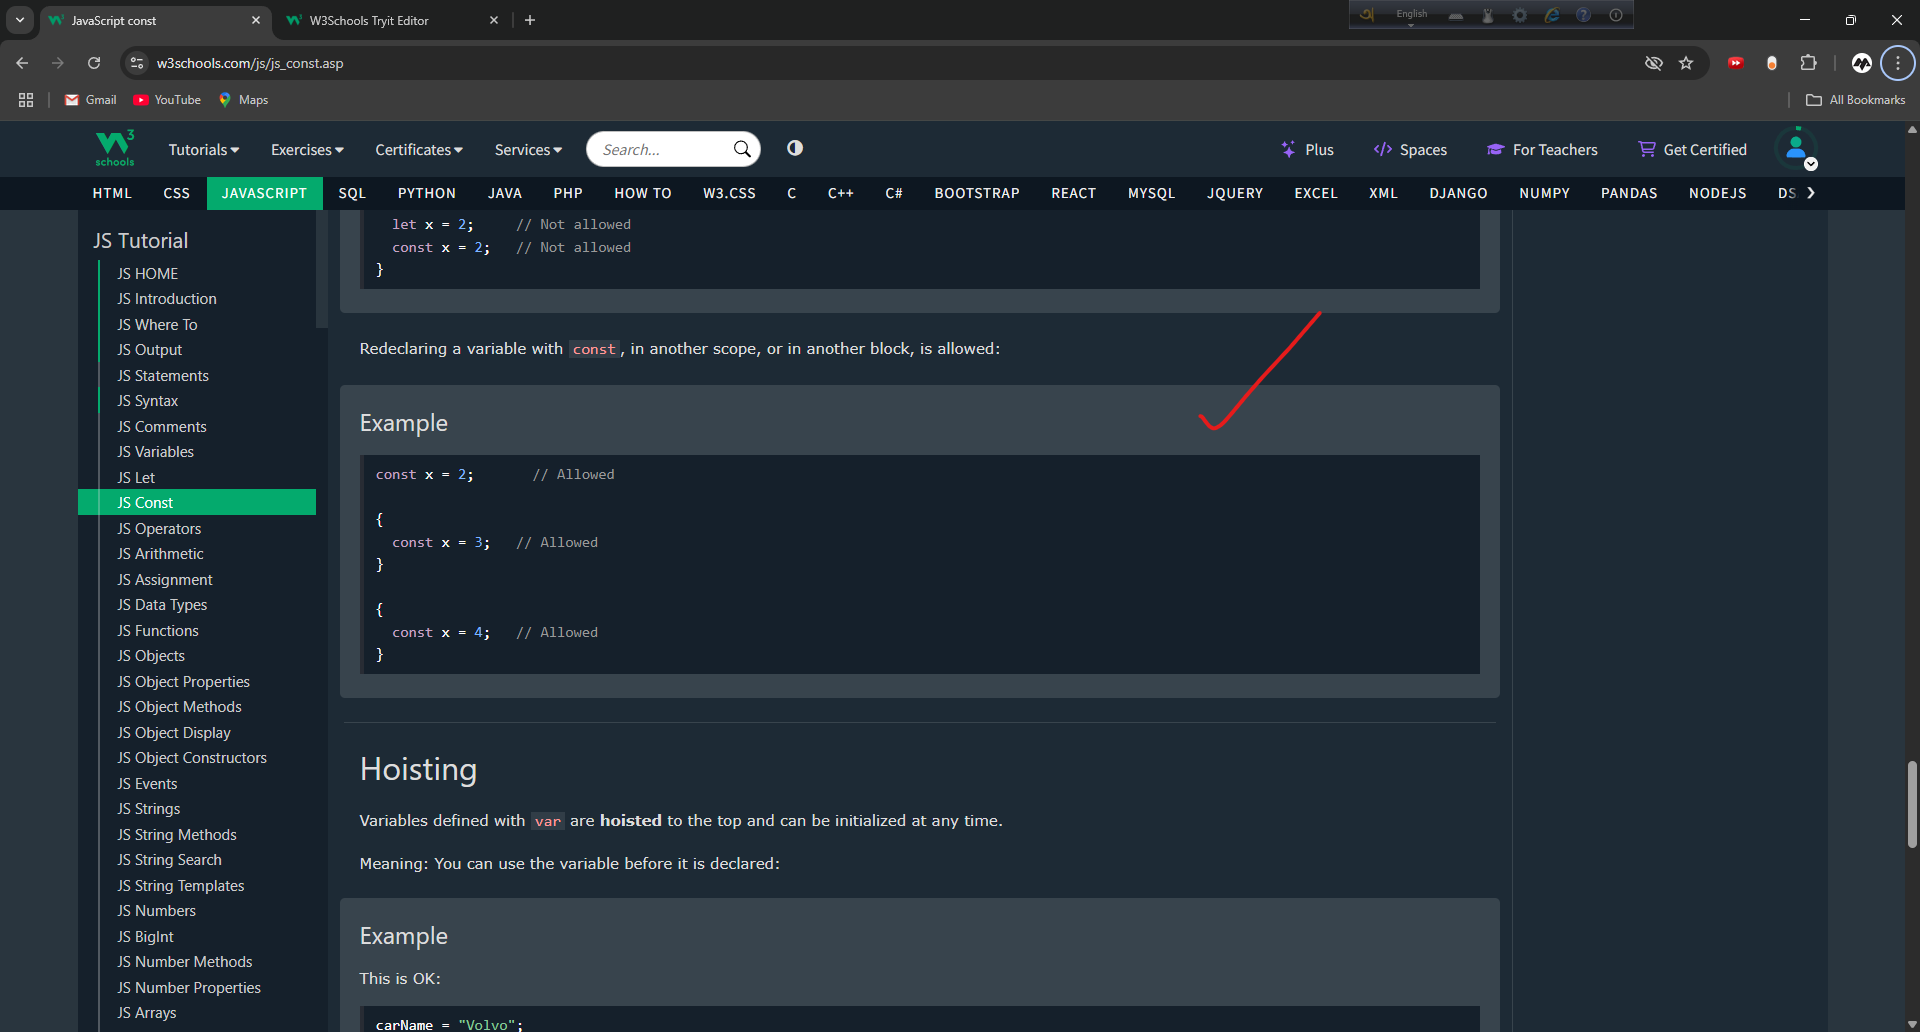 JavaScript const
W3Schools Tryit Editor
English
w3schools.com/js/js_const.asp
Gmail
YouTube
Maps
All Bookmarks
W3
schools
Tutorials
Exercises
Certificates
Services
Search...
Plus
Spaces
For Teachers
Get Certified
HTML
CSS
JAVASCRIPT
SQL
PYTHON
JAVA
PHP
HOW TO
W3.CSS
C
C++
C#
BOOTSTRAP
REACT
MYSQL
JQUERY
EXCEL
XML
DJANGO
NUMPY
PANDAS
NODEJS
DS
JS Tutorial
JS HOME
JS Introduction
JS Where To
JS Output
JS Statements
JS Syntax
JS Comments
JS Variables
JS Let
JS Const
JS Operators
JS Arithmetic
JS Assignment
JS Data Types
JS Functions
JS Objects
JS Object Properties
JS Object Methods
JS Object Display
JS Object Constructors
JS Events
JS Strings
JS String Methods
JS String Search
JS String Templates
JS Numbers
JS BigInt
JS Number Methods
JS Number Properties
JS Arrays
let x = 2;     // Not allowed
const x = 2;   // Not allowed
}
Redeclaring a variable with const, in another scope, or in another block, is allowed:
Example
const x = 2;       // Allowed
{
const x = 3;   // Allowed
}
{
const x = 4;   // Allowed
}
Hoisting
Variables defined with var are hoisted to the top and can be initialized at any time.
Meaning: You can use the variable before it is declared:
Example
This is OK:
carName = "Volvo";